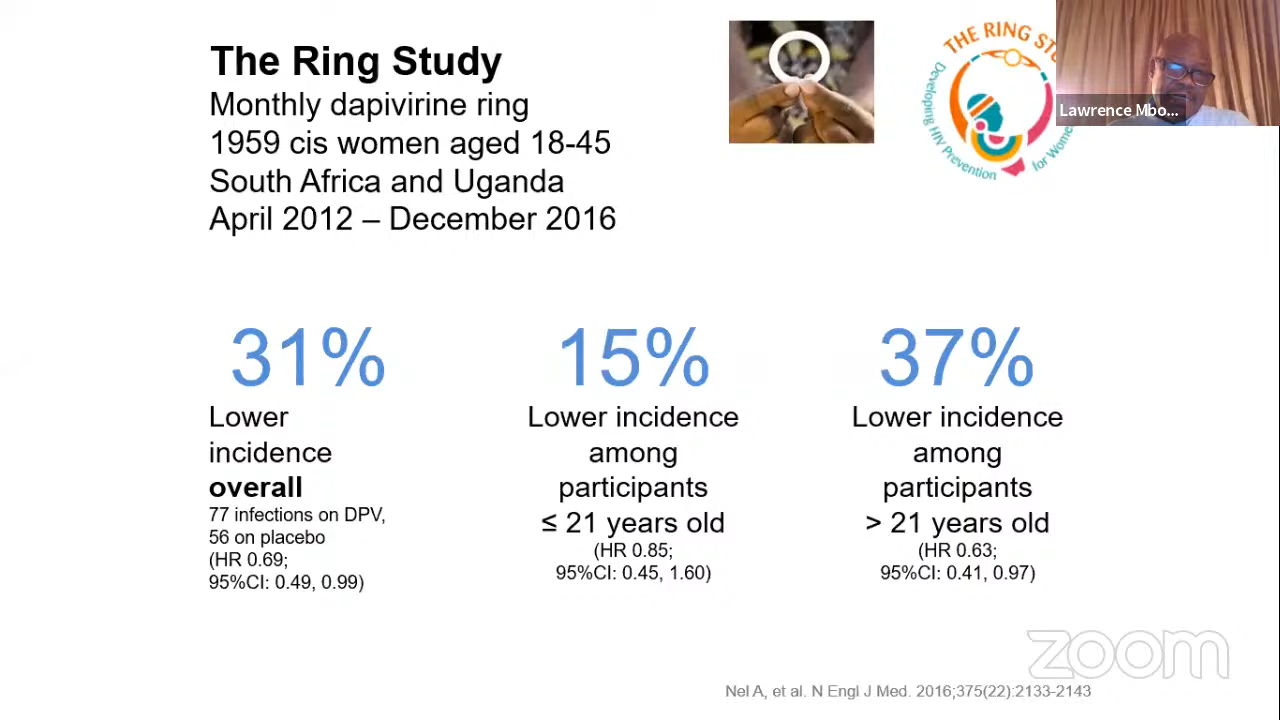 The Ring Study
Monthly dapivirine ring
1959 cis women aged 18-45
South Africa and Uganda
April 2012 – December 2016
THE RING STU
Developing HIV Prevention
for Women
Lawrence Mbo...
31%
Lower
incidence
overall
77 infections on DPV,
56 on placebo
(HR 0.69;
95%CI: 0.49, 0.99)
15%
Lower incidence
among
participants
≤ 21 years old
(HR 0.85;
95%CI: 0.45, 1.60)
37%
Lower incidence
among
participants
> 21 years old
(HR 0.63;
95%CI: 0.41, 0.97)
zoom
Nel A, et al. N Engl J Med. 2016;375(22):2133-2143